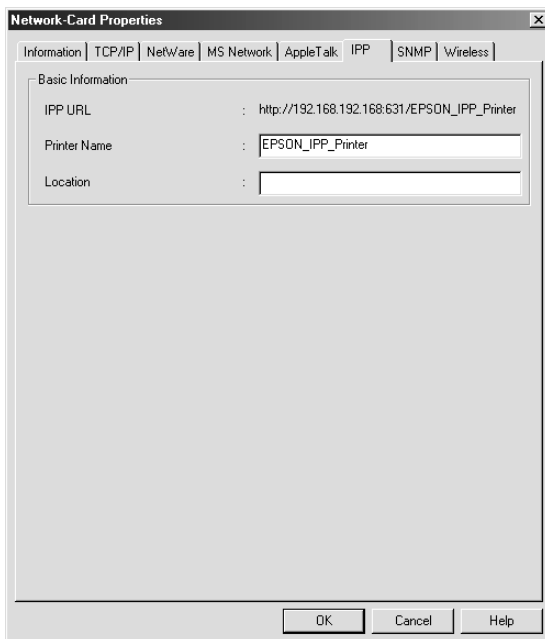 Network-Card Properties
Information TCP/IP NetWare MS Network AppleTalk IPP SNMP Wireless
Basic Information
IPP URL : http://192.168.192.168:631/EPSON_IPP_Printer
Printer Name : EPSON_IPP_Printer
Location :
OK Cancel Help